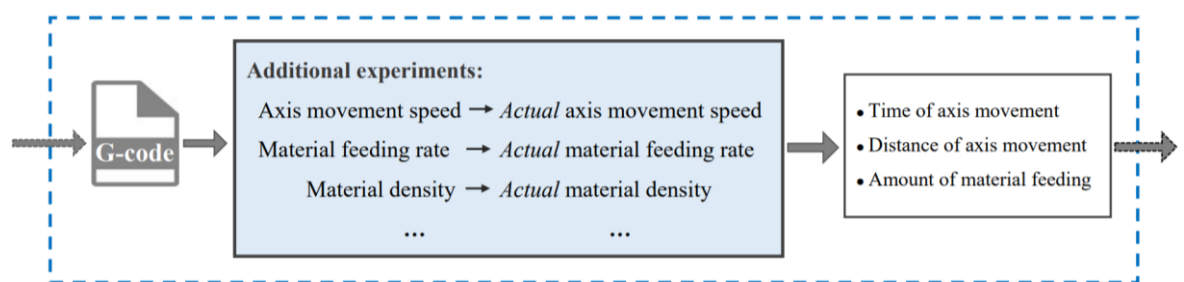 G-code
Additional experiments:
Axis movement speed → Actual axis movement speed
Material feeding rate → Actual material feeding rate
Material density → Actual material density
... ...
• Time of axis movement
• Distance of axis movement
• Amount of material feeding